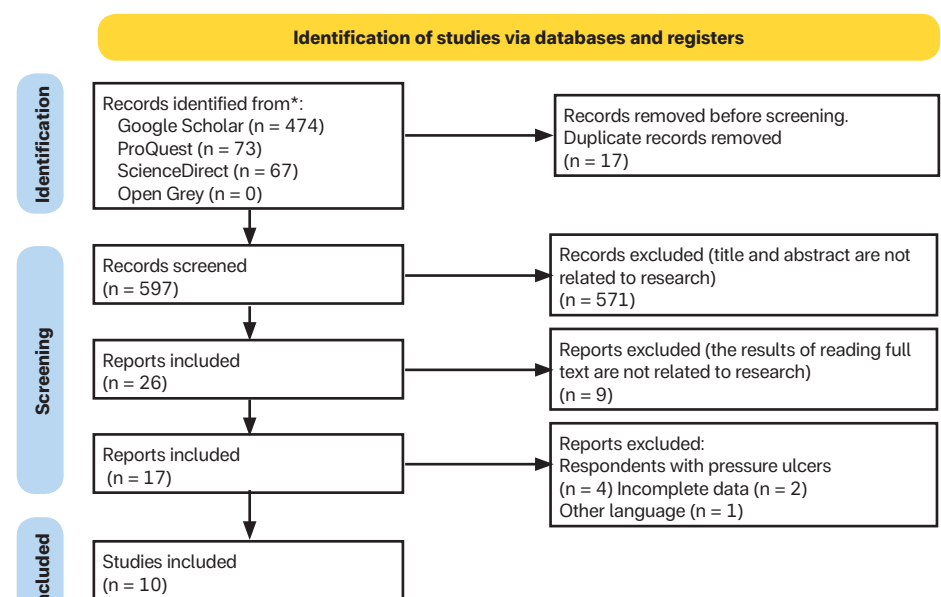 Identification of studies via databases and registers
Identification
Records identified from*:
Google Scholar (n = 474)
ProQuest (n = 73)
ScienceDirect (n = 67)
Open Grey (n = 0)
Records removed before screening.
Duplicate records removed
(n = 17)
Screening
Records screened
(n = 597)
Records excluded (title and abstract are not
related to research)
(n = 571)
Reports included
(n = 26)
Reports excluded (the results of reading full
text are not related to research)
(n = 9)
Reports included
(n = 17)
Reports excluded:
Respondents with pressure ulcers
(n = 4) Incomplete data (n = 2)
Other language (n = 1)
Studies included
(n = 10)